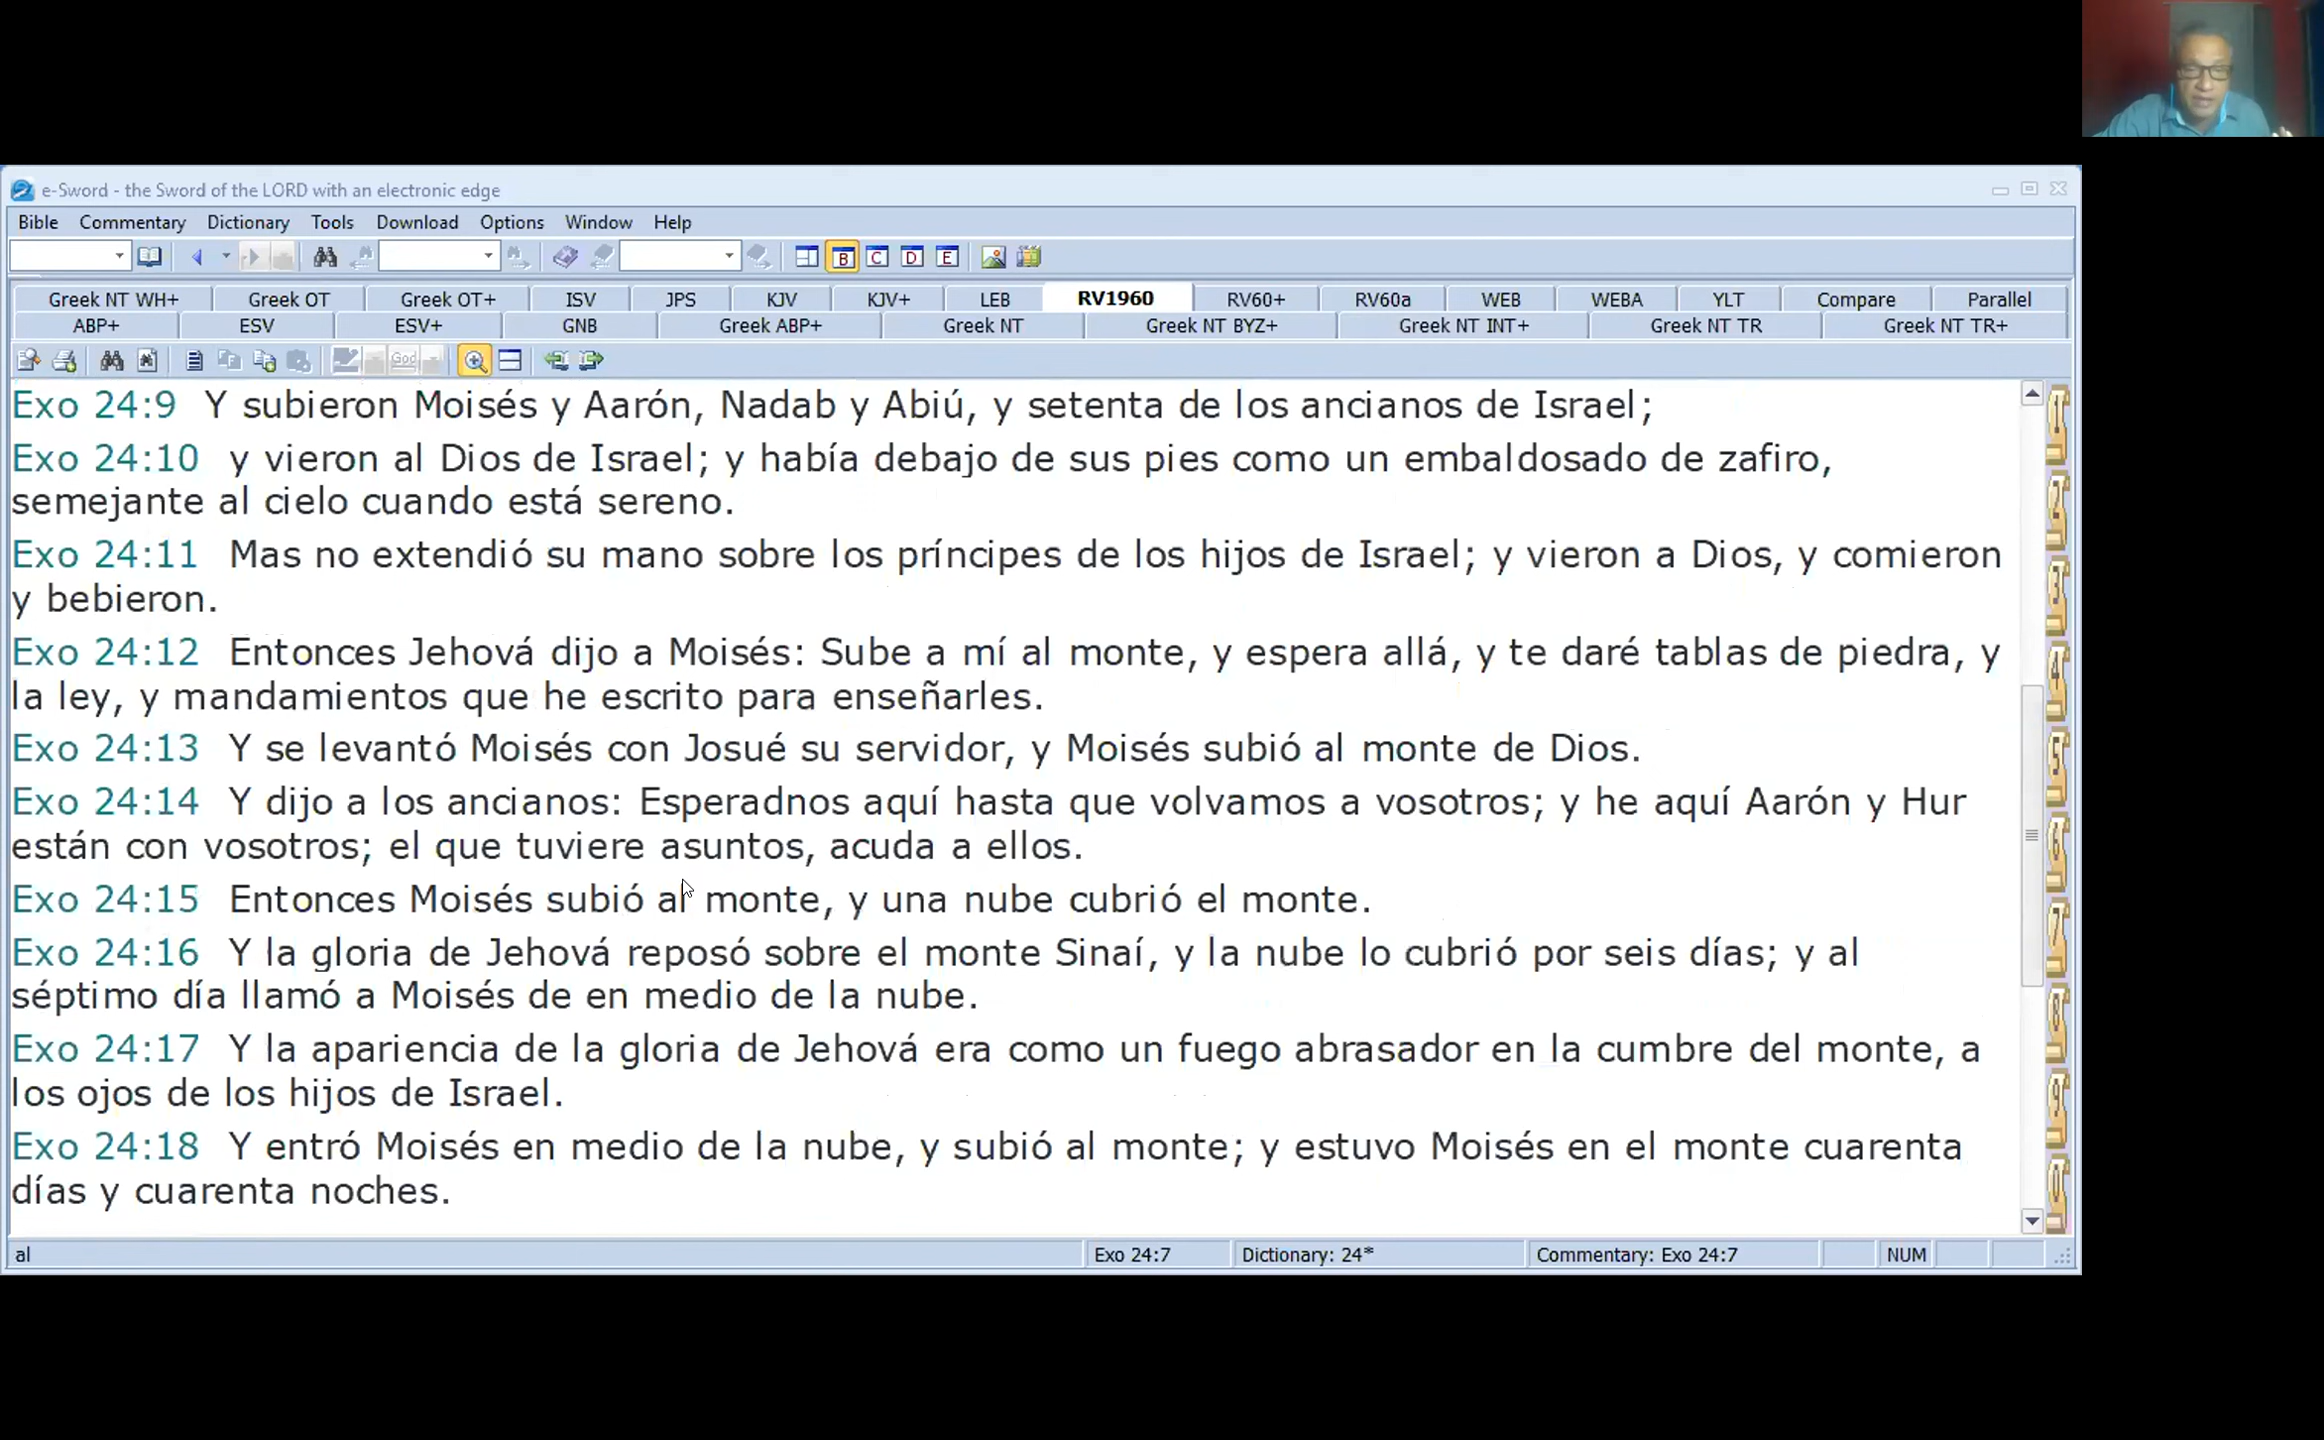 e-Sword - the Sword of the LORD with an electronic edge
Bible Commentary Dictionary Tools Download Options Window Help
B C D E
Greek NT WH+ Greek OT Greek OT+ ISV JPS KJV KJV+ LEB RV1960 RV60+ RV60a WEB WEBA YLT Compare Parallel
ABP+ ESV ESV+ GNB Greek ABP+ Greek NT Greek NT BYZ+ Greek NT INT+ Greek NT TR Greek NT TR+
God
Exo 24:9 Y subieron Moisés y Aarón, Nadab y Abiú, y setenta de los ancianos de Israel;
Exo 24:10 y vieron al Dios de Israel; y había debajo de sus pies como un embaldosado de zafiro,
semejante al cielo cuando está sereno.
Exo 24:11 Mas no extendió su mano sobre los príncipes de los hijos de Israel; y vieron a Dios, y comieron
y bebieron.
Exo 24:12 Entonces Jehová dijo a Moisés: Sube a mí al monte, y espera allá, y te daré tablas de piedra, y
la ley, y mandamientos que he escrito para enseñarles.
Exo 24:13 Y se levantó Moisés con Josué su servidor, y Moisés subió al monte de Dios.
Exo 24:14 Y dijo a los ancianos: Esperadnos aquí hasta que volvamos a vosotros; y he aquí Aarón y Hur
están con vosotros; el que tuviere asuntos, acuda a ellos.
Exo 24:15 Entonces Moisés subió al monte, y una nube cubrió el monte.
Exo 24:16 Y la gloria de Jehová reposó sobre el monte Sinaí, y la nube lo cubrió por seis días; y al
séptimo día llamó a Moisés de en medio de la nube.
Exo 24:17 Y la apariencia de la gloria de Jehová era como un fuego abrasador en la cumbre del monte, a
los ojos de los hijos de Israel.
Exo 24:18 Y entró Moisés en medio de la nube, y subió al monte; y estuvo Moisés en el monte cuarenta
días y cuarenta noches.
1
2
3
4
5
6
7
8
9
0
al Exo 24:7 Dictionary: 24* Commentary: Exo 24:7 NUM